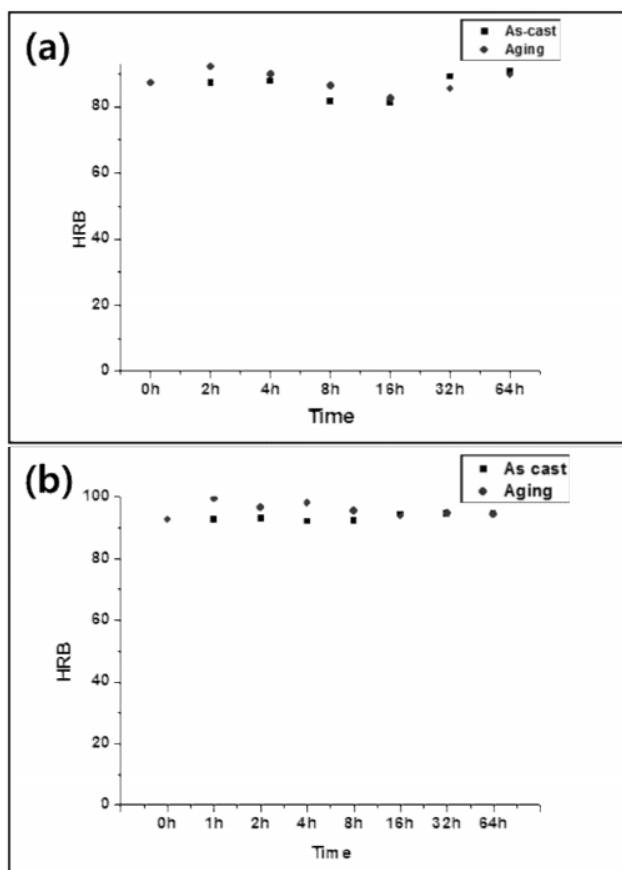 (a)
As-cast
Aging
80
60
40
20
0
HRB
0h 2h 4h 8h 16h 32h 64h
Time
(b)
As cast
Aging
100
80
60
40
20
0
HRB
0h 1h 2h 4h 8h 16h 32h 64h
Time